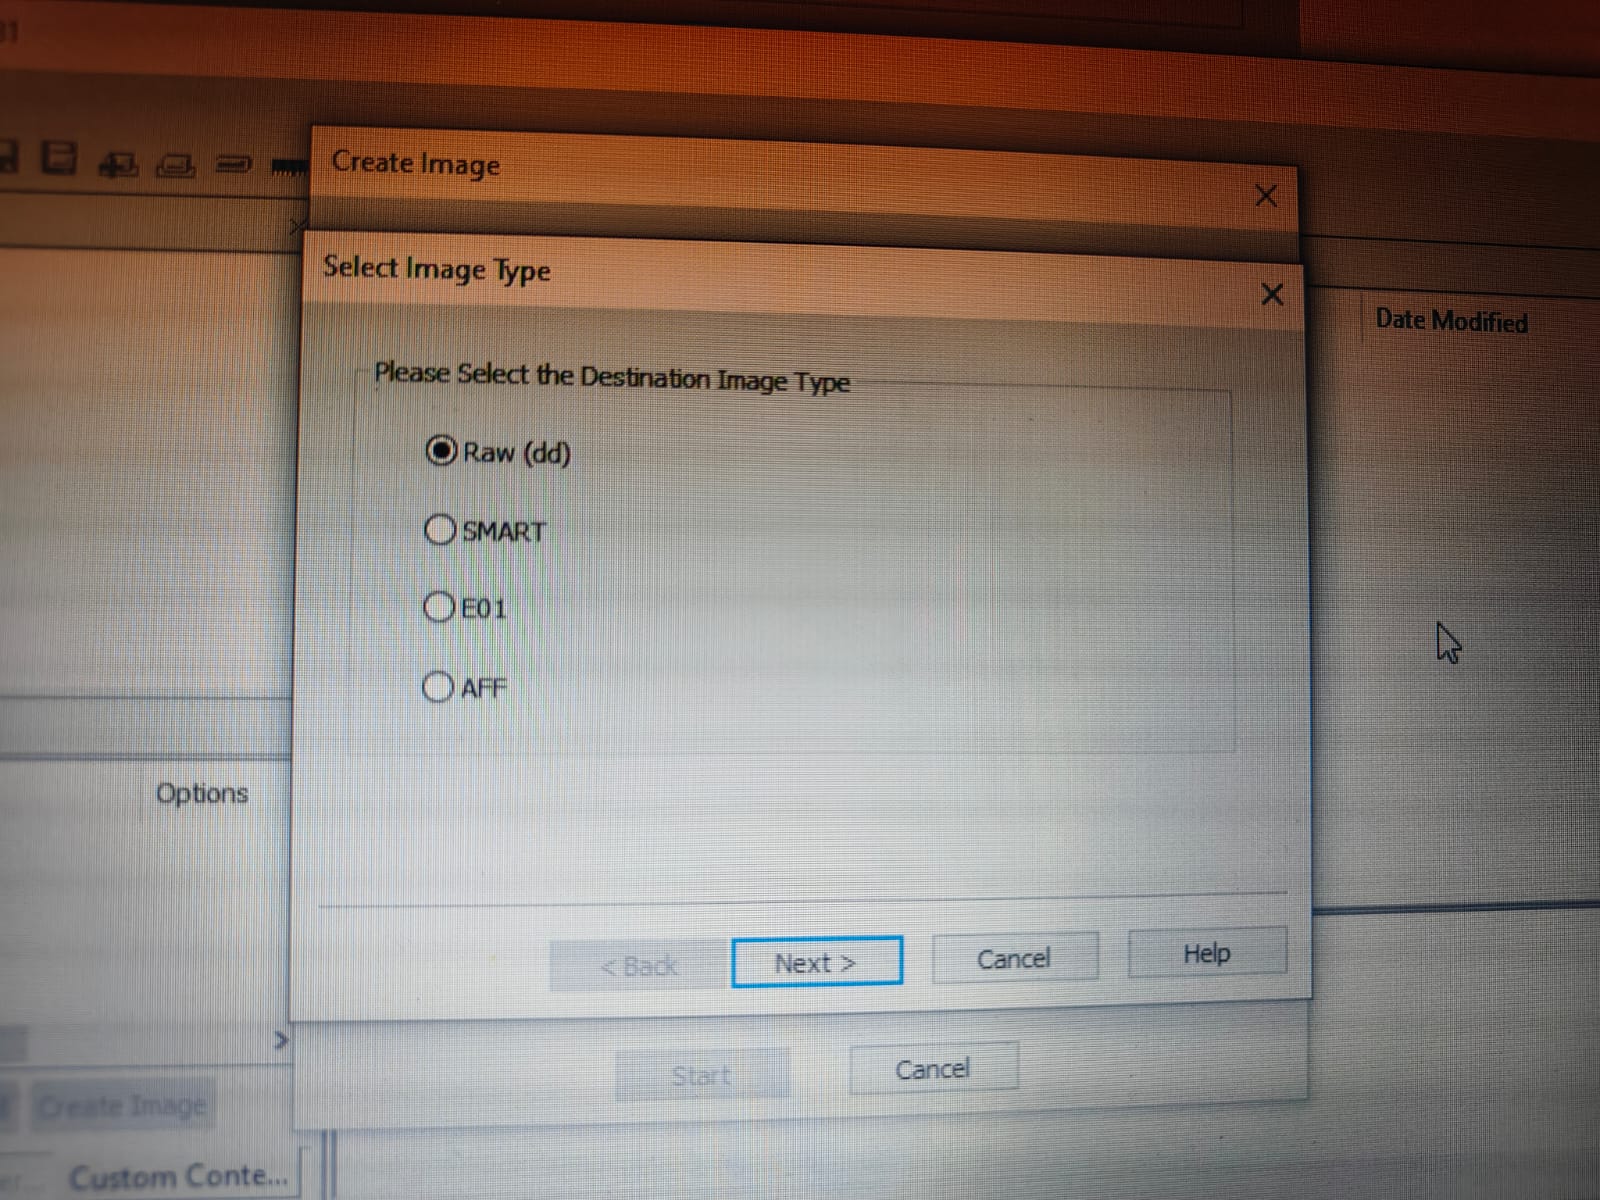 Create Image
Select Image Type
Date Modified
Please Select the Destination Image Type
Raw (dd)
SMART
E01
AFF
Options
< Back
Next >
Cancel
Help
Start
Cancel
Create Image
Custom Conte...